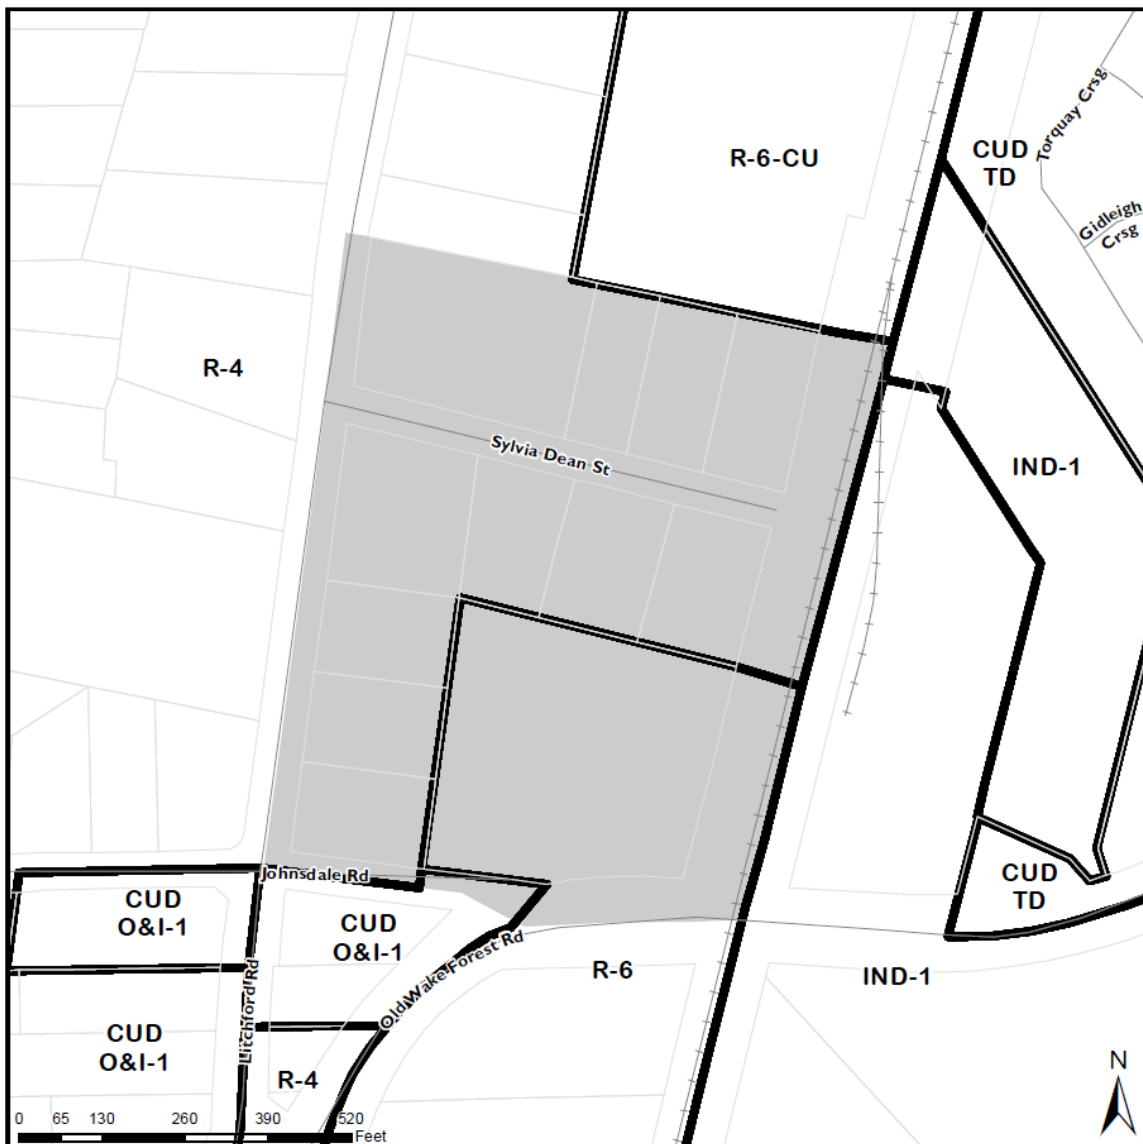 Torquay Crsg
CUD
TD
R-6-CU
Gidleigh
Crsg
R-4
Sylvia Dean St
IND-1
Johnsdale Rd
CUD
O&I-1
CUD
O&I-1
CUD
TD
Old Wake Forest Rd
R-6
IND-1
Litchford Rd
CUD
O&I-1
R-4
N
0 65 130 260 390 520
Feet